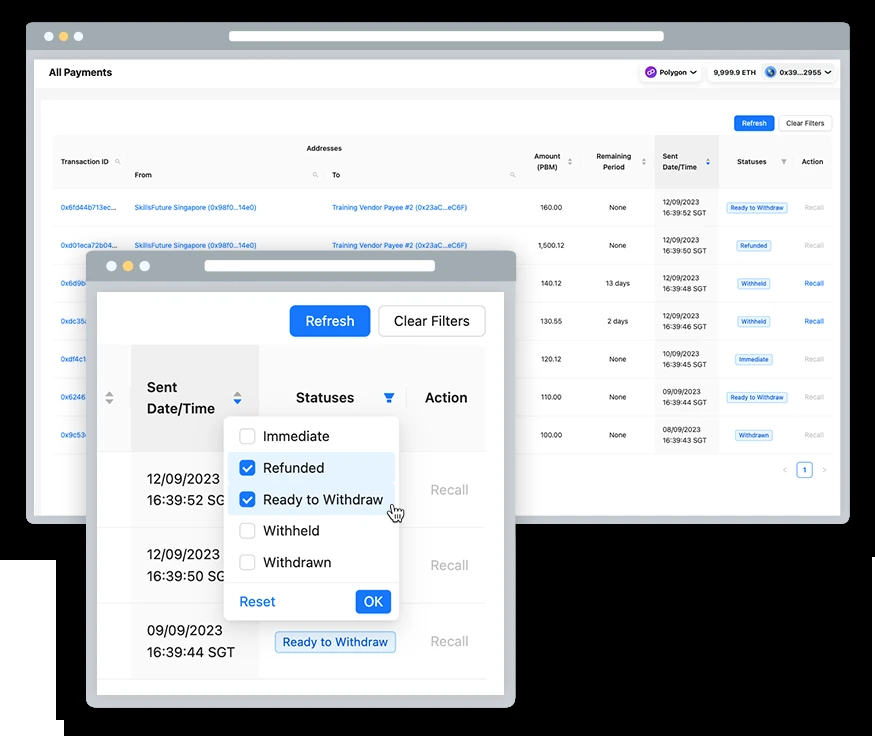 All Payments
Polygon
9,999.9 ETH
0x39...2955
Refresh
Clear Filters
Transaction ID
Addresses
From
To
Amount
(PBM)
Remaining
Period
Sent
Date/Time
Statuses
Action
0x6fd44b713ec...
SkillsFuture Singapore (0x98f0...14e0)
Training Vendor Payee #2 (0x23aC...eC6F)
160.00
None
12/09/2023
16:39:52 SGT
Ready to Withdraw
Recall
0xd01eca72b04...
SkillsFuture Singapore (0x98f0...14e0)
Training Vendor Payee #2 (0x23aC...eC6F)
1,500.12
None
12/09/2023
16:39:50 SGT
Refunded
Recall
0x6d9b
140.12
13 days
12/09/2023
16:39:48 SGT
Withheld
Recall
0xdc35
130.55
2 days
12/09/2023
16:39:46 SGT
Withheld
Recall
0xdf4c1
120.12
None
10/09/2023
16:39:45 SGT
Immediate
Recall
0x6246
110.00
None
09/09/2023
16:39:44 SGT
Ready to Withdraw
Recall
0x9c53
100.00
None
08/09/2023
16:39:43 SGT
Withdrawn
Recall
1
Refresh
Clear Filters
Sent
Date/Time
Statuses
Action
Immediate
Refunded
Ready to Withdraw
Withheld
Withdrawn
Reset
OK
12/09/2023
16:39:52 SG
Recall
12/09/2023
16:39:50 SG
Recall
09/09/2023
16:39:44 SGT
Ready to Withdraw
Recall